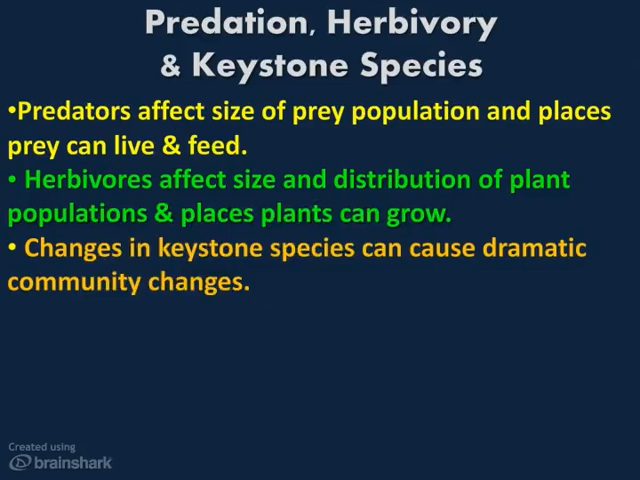 Predation, Herbivory
& Keystone Species
•Predators affect size of prey population and places
prey can live & feed.
• Herbivores affect size and distribution of plant
populations & places plants can grow.
• Changes in keystone species can cause dramatic
community changes.
Created using
brainshark